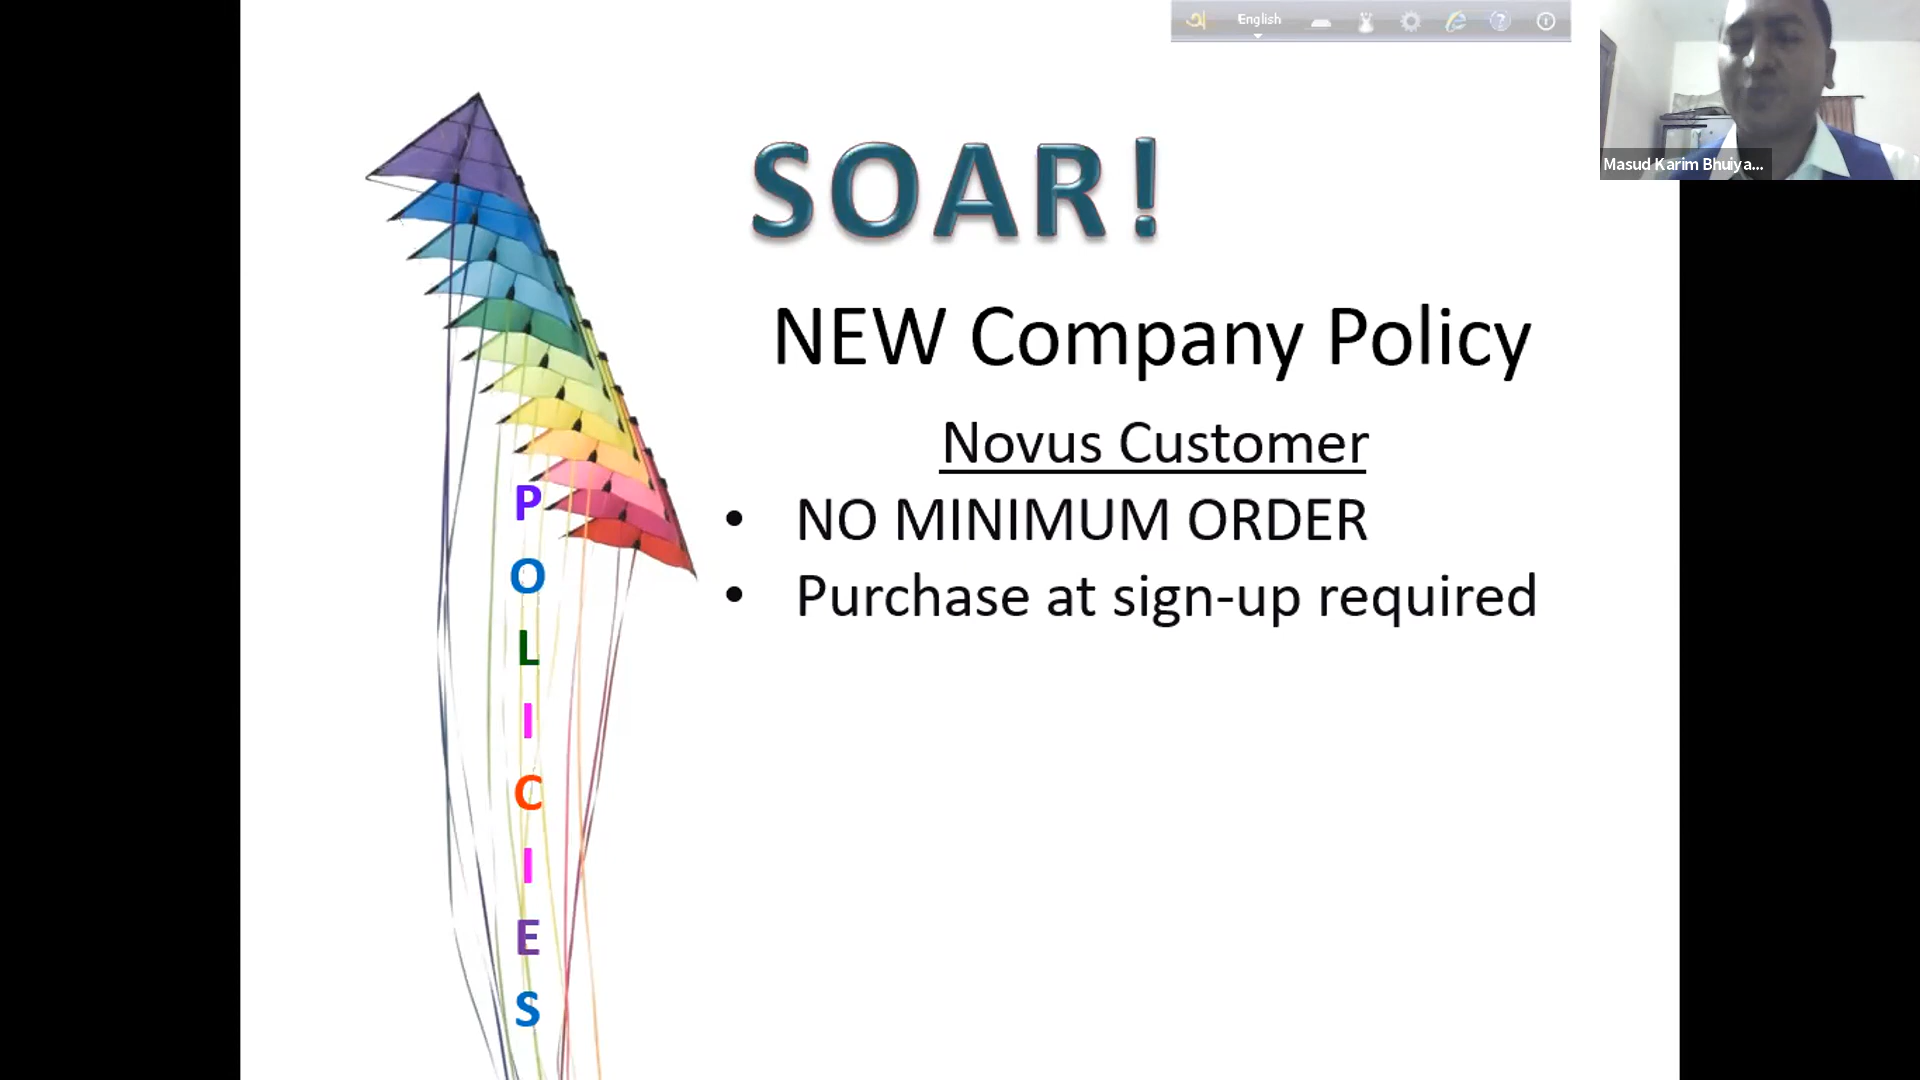 অ
English
Masud Karim Bhuiya...
SOAR!
NEW Company Policy
Novus Customer
• NO MINIMUM ORDER
• Purchase at sign-up required
P
O
L
I
C
I
E
S